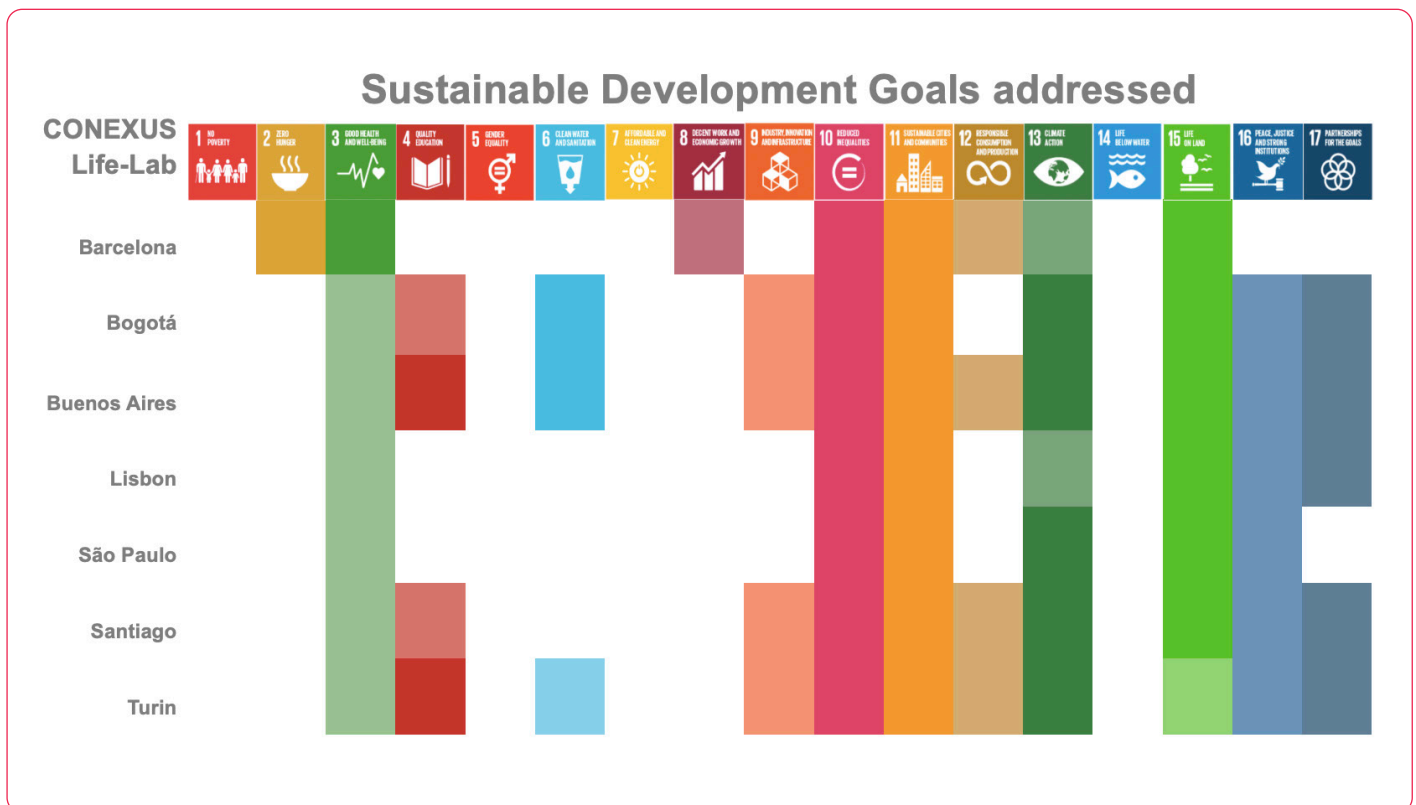 Sustainable Development Goals addressed
CONEXUS
Life-Lab
1 NO
POVERTY
2 ZERO
HUNGER
3 GOOD HEALTH
AND WELL-BEING
4 QUALITY
EDUCATION
5 GENDER
EQUALITY
6 CLEAN WATER
AND SANITATION
7 AFFORDABLE AND
CLEAN ENERGY
8 DECENT WORK AND
ECONOMIC GROWTH
9 INDUSTRY, INNOVATION
AND INFRASTRUCTURE
10 REDUCED
INEQUALITIES
11 SUSTAINABLE CITIES
AND COMMUNITIES
12 RESPONSIBLE
CONSUMPTION
AND PRODUCTION
13 CLIMATE
ACTION
14 LIFE
BELOW WATER
15 LIFE
ON LAND
16 PEACE, JUSTICE
AND STRONG
INSTITUTIONS
17 PARTNERSHIPS
FOR THE GOALS
Barcelona
Bogotá
Buenos Aires
Lisbon
São Paulo
Santiago
Turin